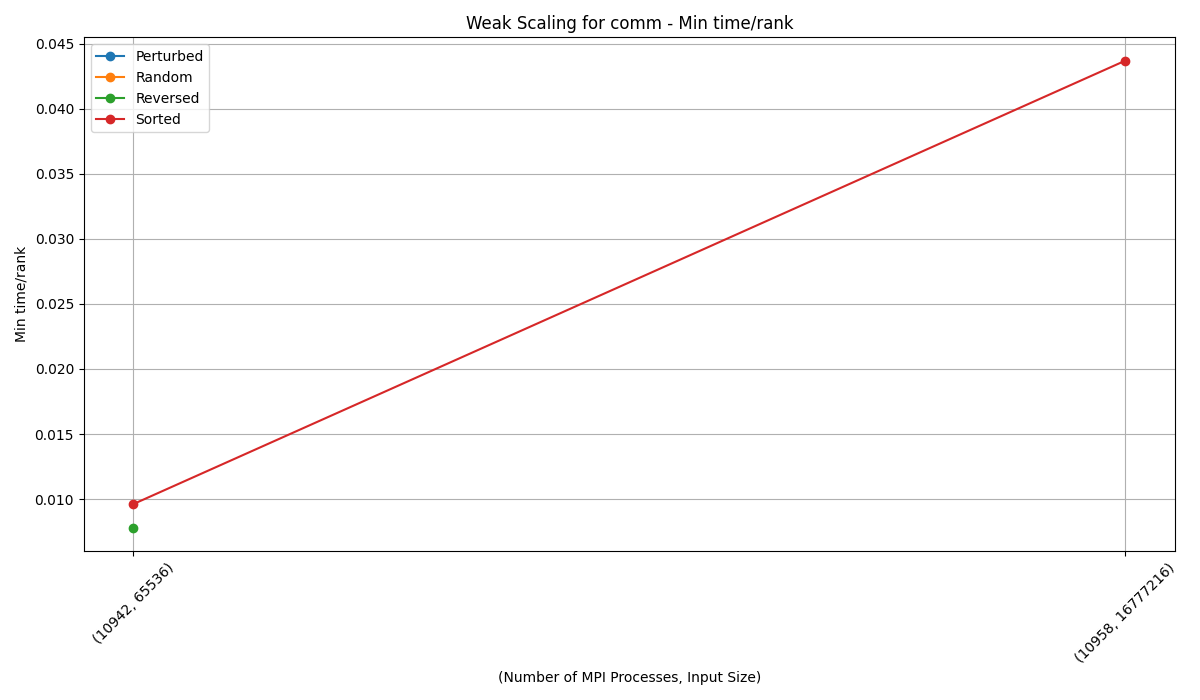 Weak Scaling for comm - Min time/rank
Perturbed
Random
Reversed
Sorted
0.045
0.040
0.035
0.030
0.025
0.020
0.015
0.010
Min time/rank
(10942, 65536)
(10958, 16777216)
(Number of MPI Processes, Input Size)